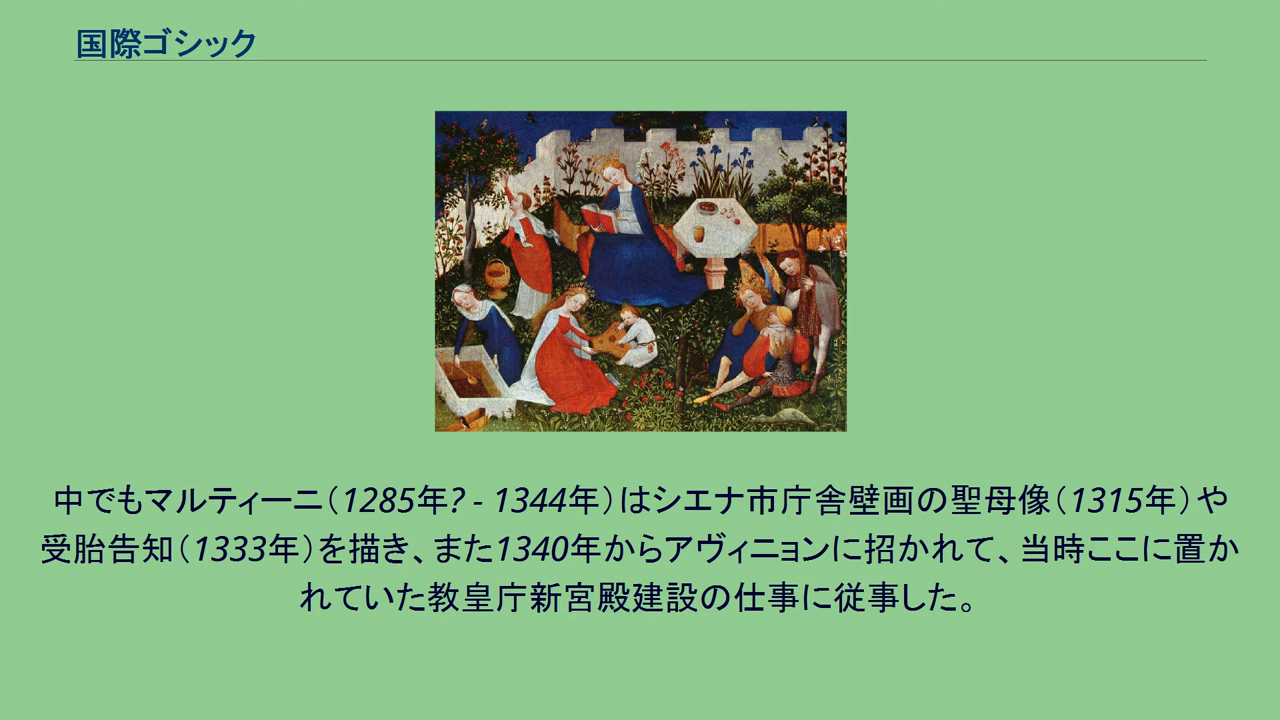 国際ゴシック
中でもマルティーニ（1285年? - 1344年）はシエナ市庁舎壁画の聖母像（1315年）や
受胎告知（1333年）を描き、また1340年からアヴィニョンに招かれて、当時ここに置か
れていた教皇庁新宮殿建設の仕事に従事した。